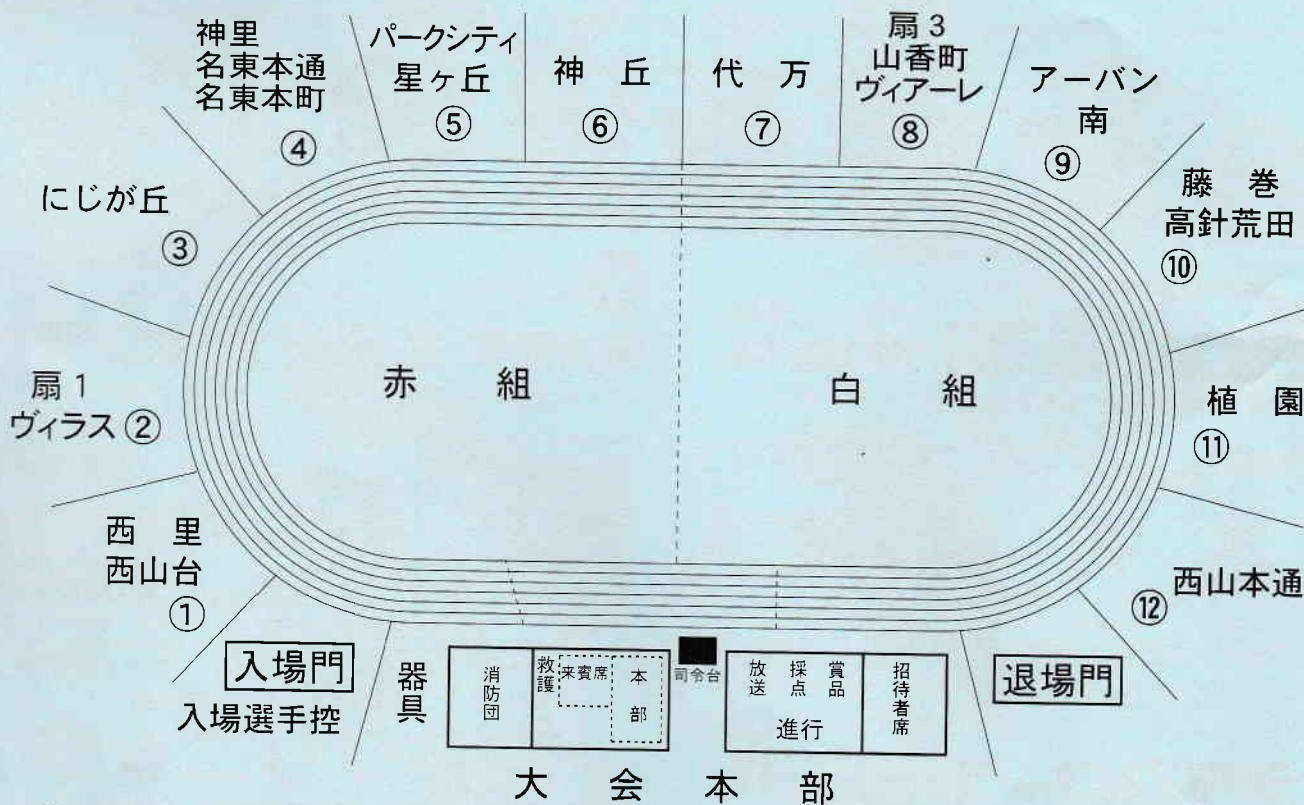 神里
名東本通
名東本町
④
パークシティ
星ヶ丘
⑤
神丘
⑥
代万
⑦
扇3
山香町
ヴィアーレ
⑧
アーバン
南
⑨
にじが丘
③
藤巻
高針荒田
⑩
扇1
ヴィラス②
赤組
白組
植園
⑪
西里
西山台
①
西山本通
⑫
入場門
入場選手控
器具
消防団
救護
来賓席
本部
司令台
放送
採点
賞品
進行
招待者席
退場門
大会本部